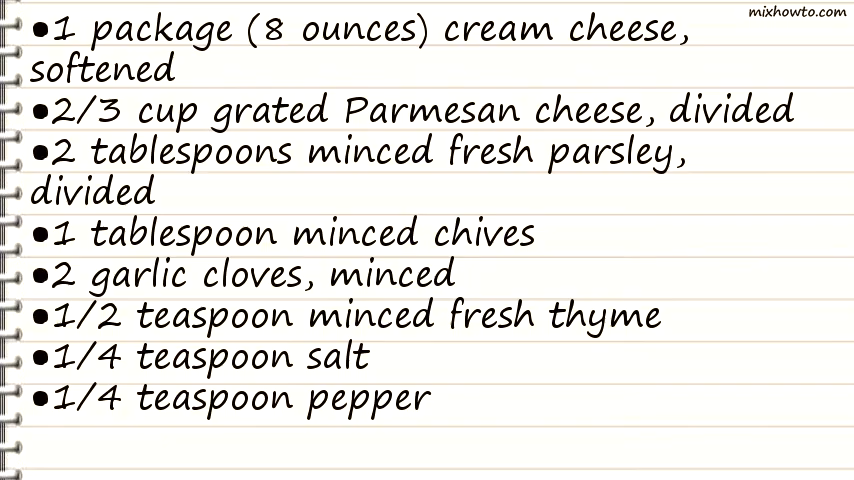 mixhowto.com
•1 package (8 ounces) cream cheese,
softened
•2/3 cup grated Parmesan cheese, divided
•2 tablespoons minced fresh parsley,
divided
•1 tablespoon minced chives
•2 garlic cloves, minced
•1/2 teaspoon minced fresh thyme
•1/4 teaspoon salt
•1/4 teaspoon pepper